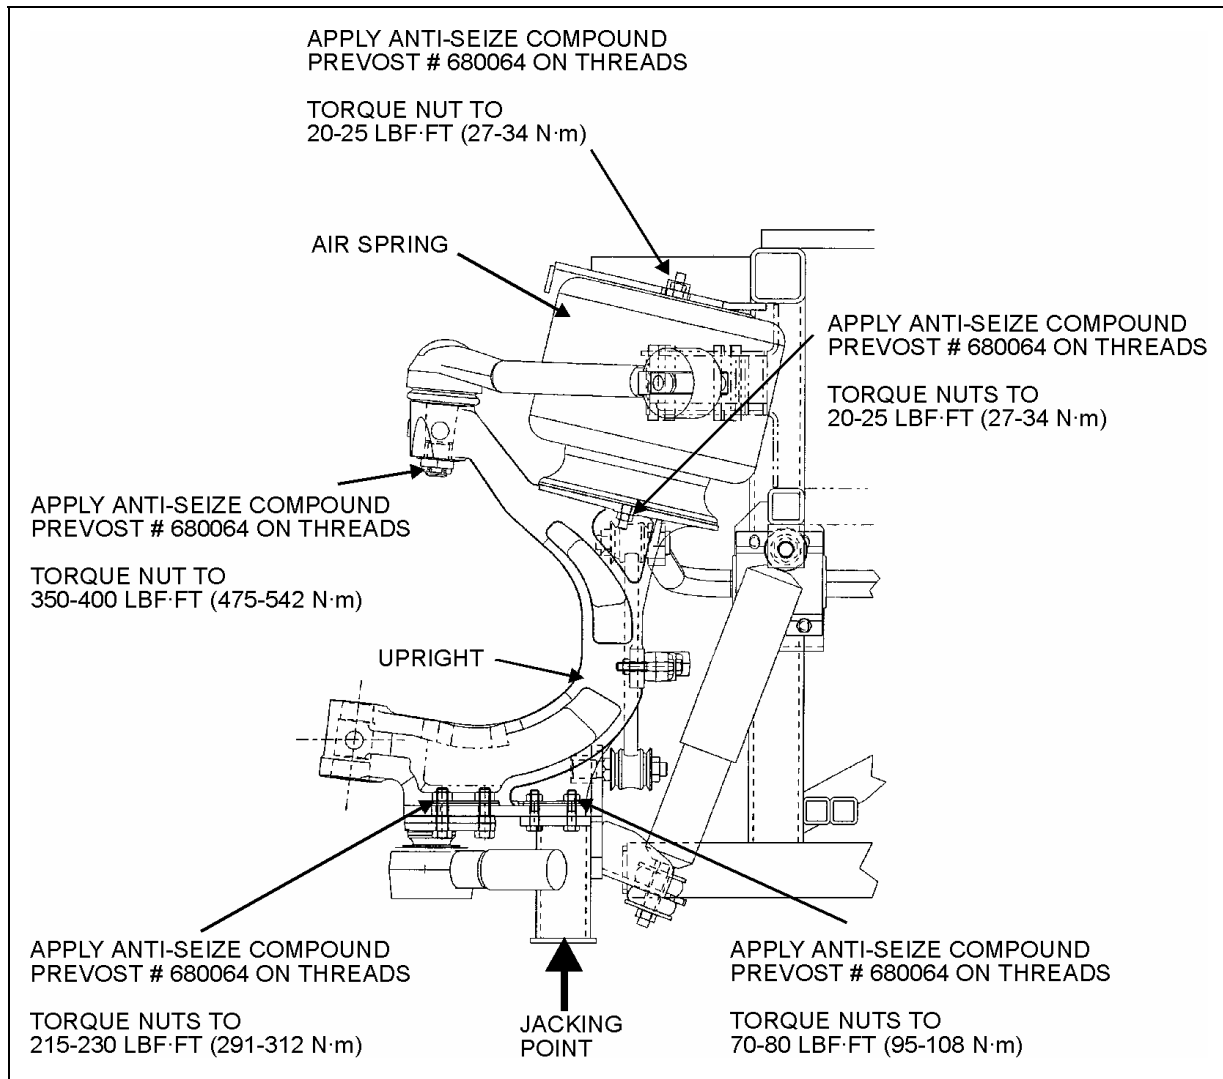 APPLY ANTI-SEIZE COMPOUND
PREVOST # 680064 ON THREADS
TORQUE NUT TO
20-25 LBF·FT (27-34 N·m)
AIR SPRING
APPLY ANTI-SEIZE COMPOUND
PREVOST # 680064 ON THREADS
TORQUE NUTS TO
20-25 LBF·FT (27-34 N·m)
APPLY ANTI-SEIZE COMPOUND
PREVOST # 680064 ON THREADS
TORQUE NUT TO
350-400 LBF·FT (475-542 N·m)
UPRIGHT
APPLY ANTI-SEIZE COMPOUND
PREVOST # 680064 ON THREADS
TORQUE NUTS TO
215-230 LBF·FT (291-312 N·m)
JACKING
POINT
APPLY ANTI-SEIZE COMPOUND
PREVOST # 680064 ON THREADS
TORQUE NUTS TO
70-80 LBF·FT (95-108 N·m)